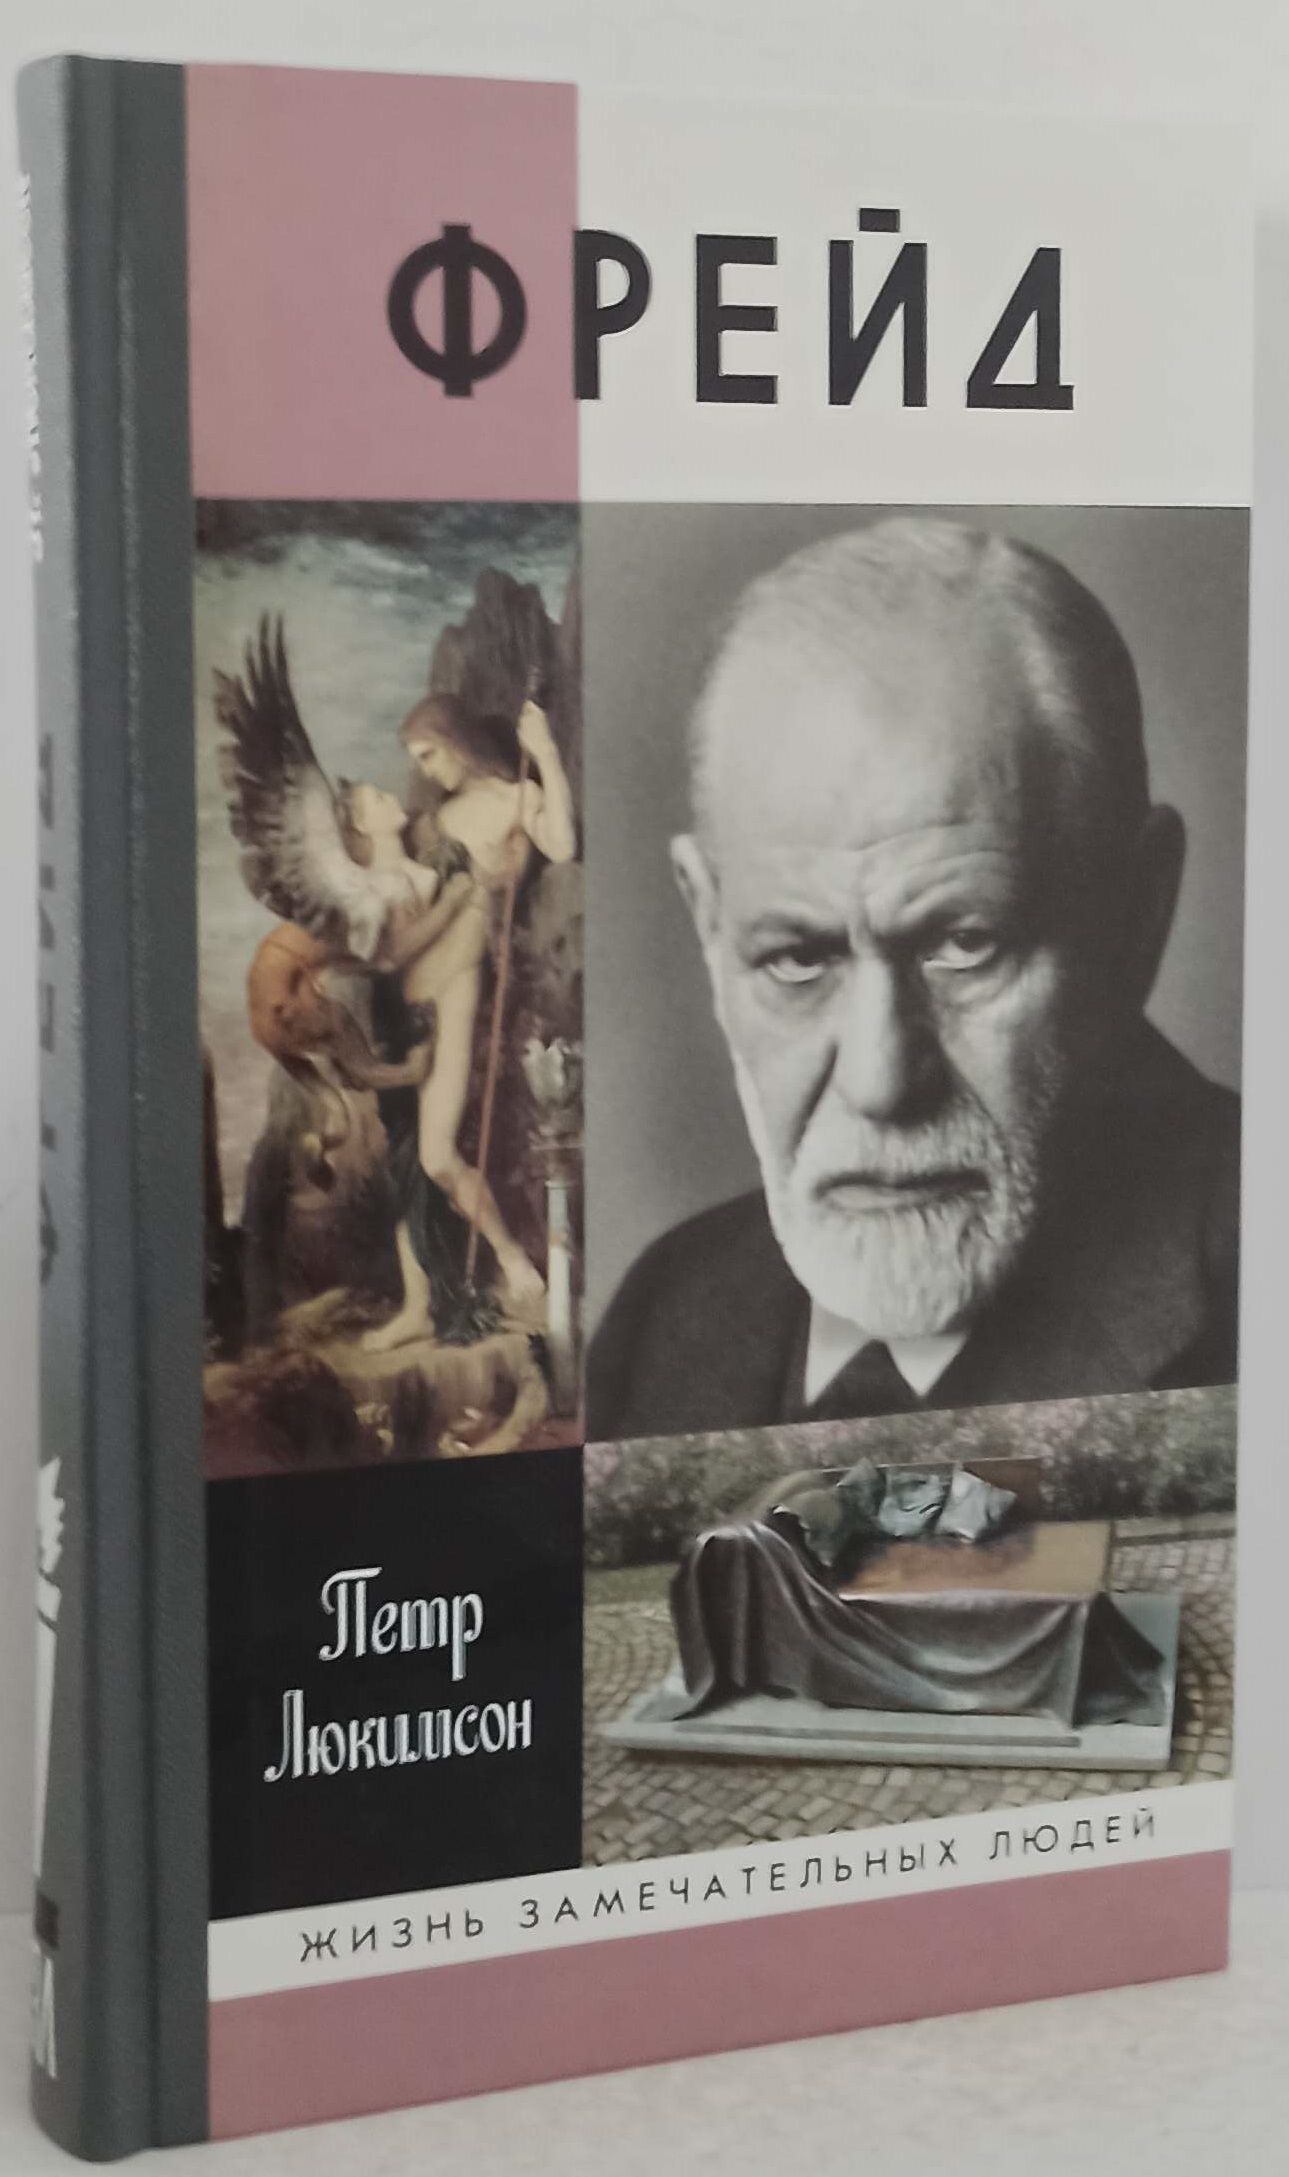 ФРЕЙД
Петр
Люкимсон
ЖИЗНЬ ЗАМЕЧАТЕЛЬНЫХ ЛЮДЕЙ